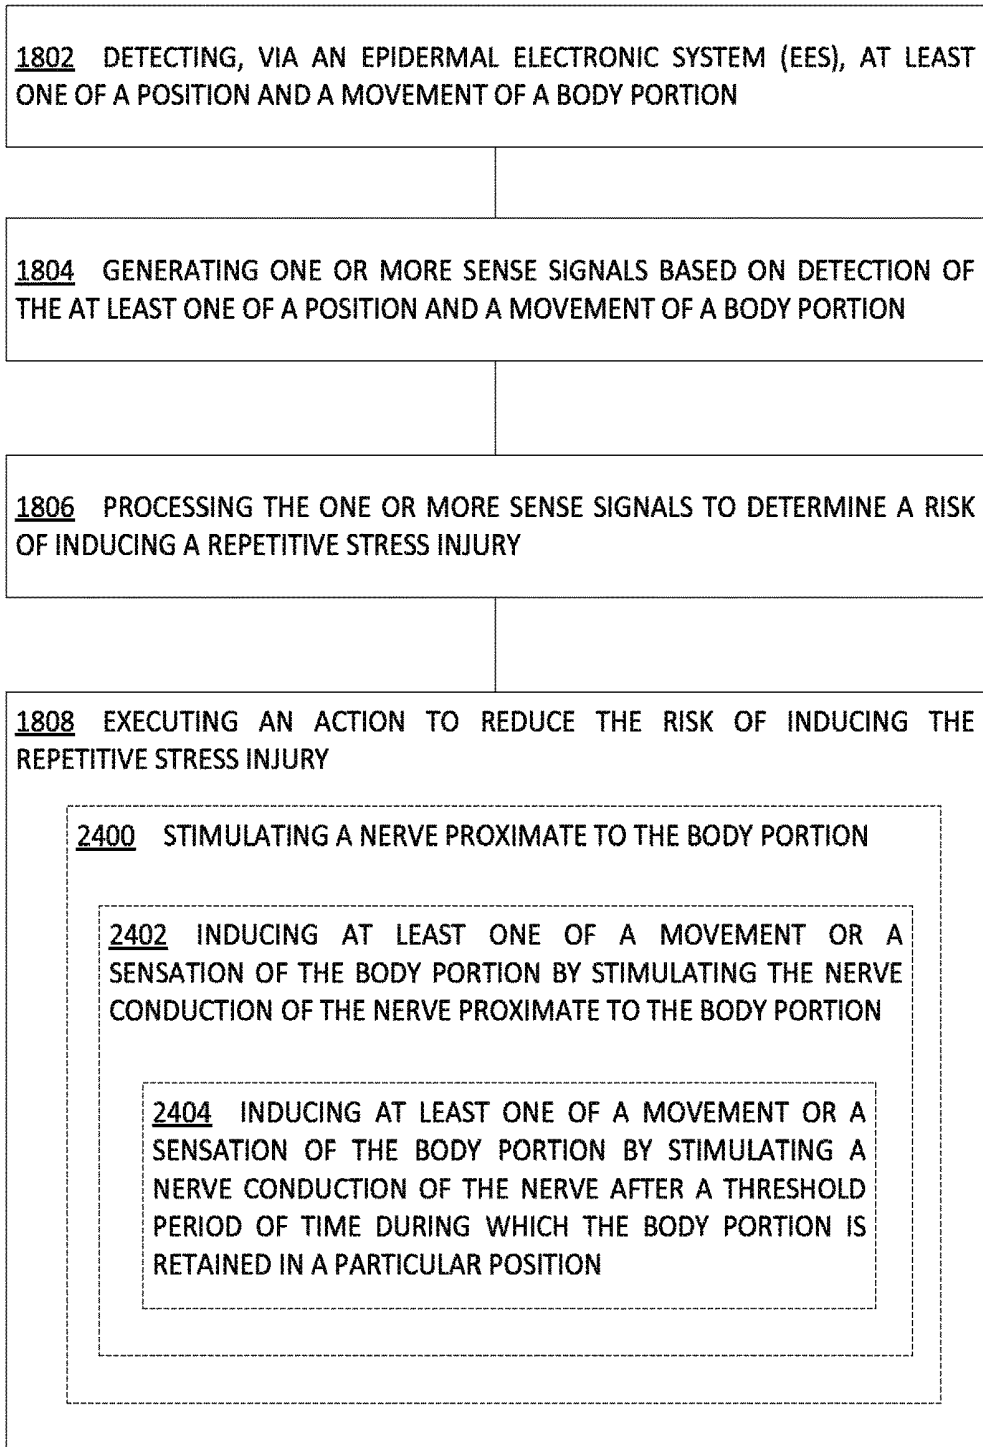 1802 DETECTING, VIA AN EPIDERMAL ELECTRONIC SYSTEM (EES), AT LEAST
ONE OF A POSITION AND A MOVEMENT OF A BODY PORTION
1804 GENERATING ONE OR MORE SENSE SIGNALS BASED ON DETECTION OF
THE AT LEAST ONE OF A POSITION AND A MOVEMENT OF A BODY PORTION
1806 PROCESSING THE ONE OR MORE SENSE SIGNALS TO DETERMINE A RISK
OF INDUCING A REPETITIVE STRESS INJURY
1808 EXECUTING AN ACTION TO REDUCE THE RISK OF INDUCING THE
REPETITIVE STRESS INJURY
2400 STIMULATING A NERVE PROXIMATE TO THE BODY PORTION
2402 INDUCING AT LEAST ONE OF A MOVEMENT OR A
SENSATION OF THE BODY PORTION BY STIMULATING THE NERVE
CONDUCTION OF THE NERVE PROXIMATE TO THE BODY PORTION
2404 INDUCING AT LEAST ONE OF A MOVEMENT OR A
SENSATION OF THE BODY PORTION BY STIMULATING A
NERVE CONDUCTION OF THE NERVE AFTER A THRESHOLD
PERIOD OF TIME DURING WHICH THE BODY PORTION IS
RETAINED IN A PARTICULAR POSITION